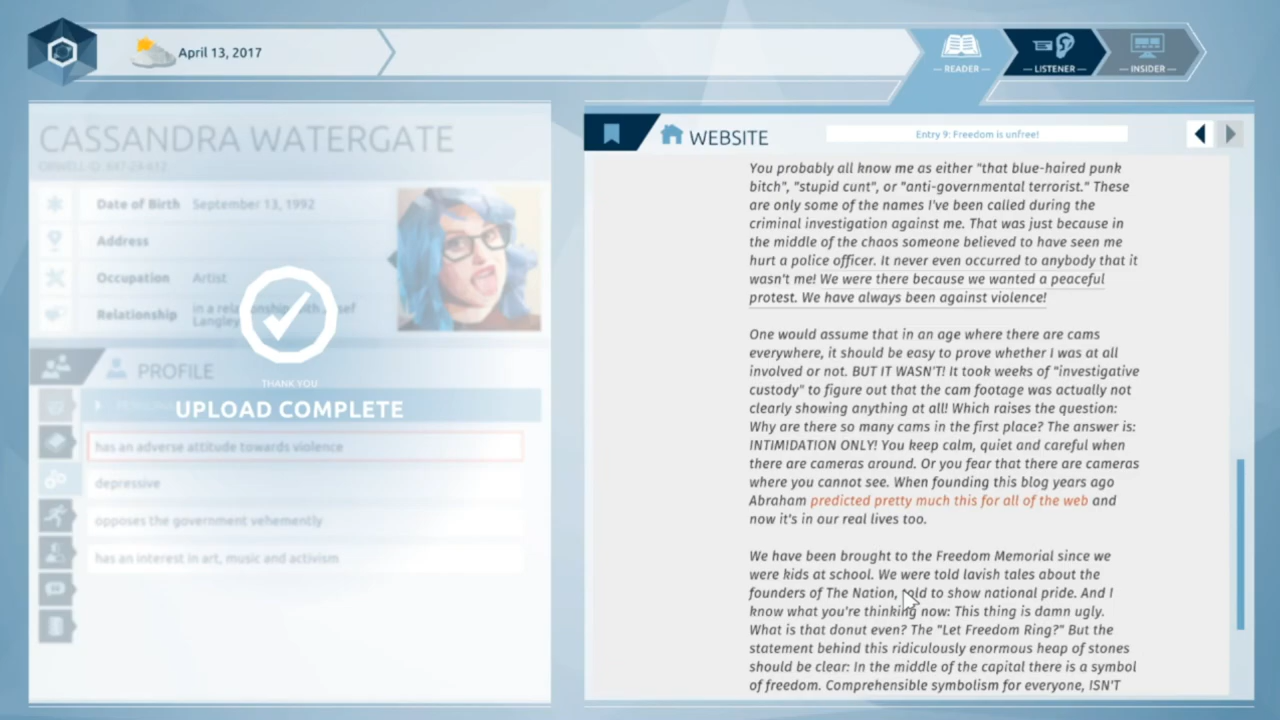 April 13, 2017
— READER —
— LISTENER —
— INSIDER —
CASSANDRA WATERGATE
Date of Birth September 13, 1992
Address
Occupation Artist
Relationship in a relationship with Josef
Langley
PROFILE
THANK YOU
UPLOAD COMPLETE
has an adverse attitude towards violence
depressive
opposes the government vehemently
has an interest in art, music and activism
WEBSITE
Entry 9: Freedom is unfree!
You probably all know me as either "that blue-haired punk
bitch", "stupid cunt", or "anti-governmental terrorist." These
are only some of the names I've been called during the
criminal investigation against me. That was just because in
the middle of the chaos someone believed to have seen me
hurt a police officer. It never even occurred to anybody that it
wasn't me! We were there because we wanted a peaceful
protest. We have always been against violence!
One would assume that in an age where there are cams
everywhere, it should be easy to prove whether I was at all
involved or not. BUT IT WASN'T! It took weeks of "investigative
custody" to figure out that the cam footage was actually not
clearly showing anything at all! Which raises the question:
Why are there so many cams in the first place? The answer is:
INTIMIDATION ONLY! You keep calm, quiet and careful when
there are cameras around. Or you fear that there are cameras
where you cannot see. When founding this blog years ago
Abraham predicted pretty much this for all of the web and
now it's in our real lives too.
We have been brought to the Freedom Memorial since we
were kids at school. We were told lavish tales about the
founders of The Nation, told to show national pride. And I
know what you're thinking now: This thing is damn ugly.
What is that donut even? The "Let Freedom Ring?" But the
statement behind this ridiculously enormous heap of stones
should be clear: In the middle of the capital there is a symbol
of freedom. Comprehensible symbolism for everyone, ISN'T